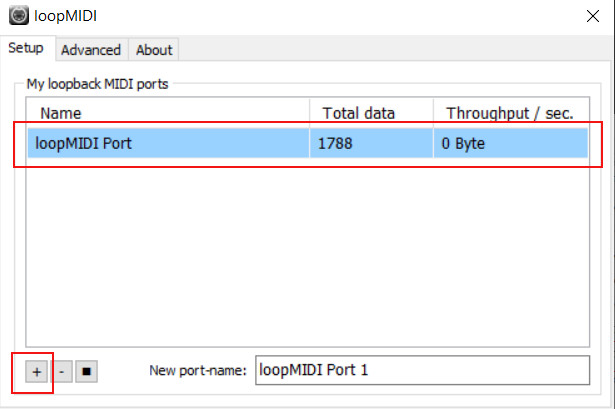 loopMIDI
Setup Advanced About
My loopback MIDI ports
Name Total data Throughput / sec.
loopMIDI Port 1788 0 Byte
+ - ■ New port-name: loopMIDI Port 1